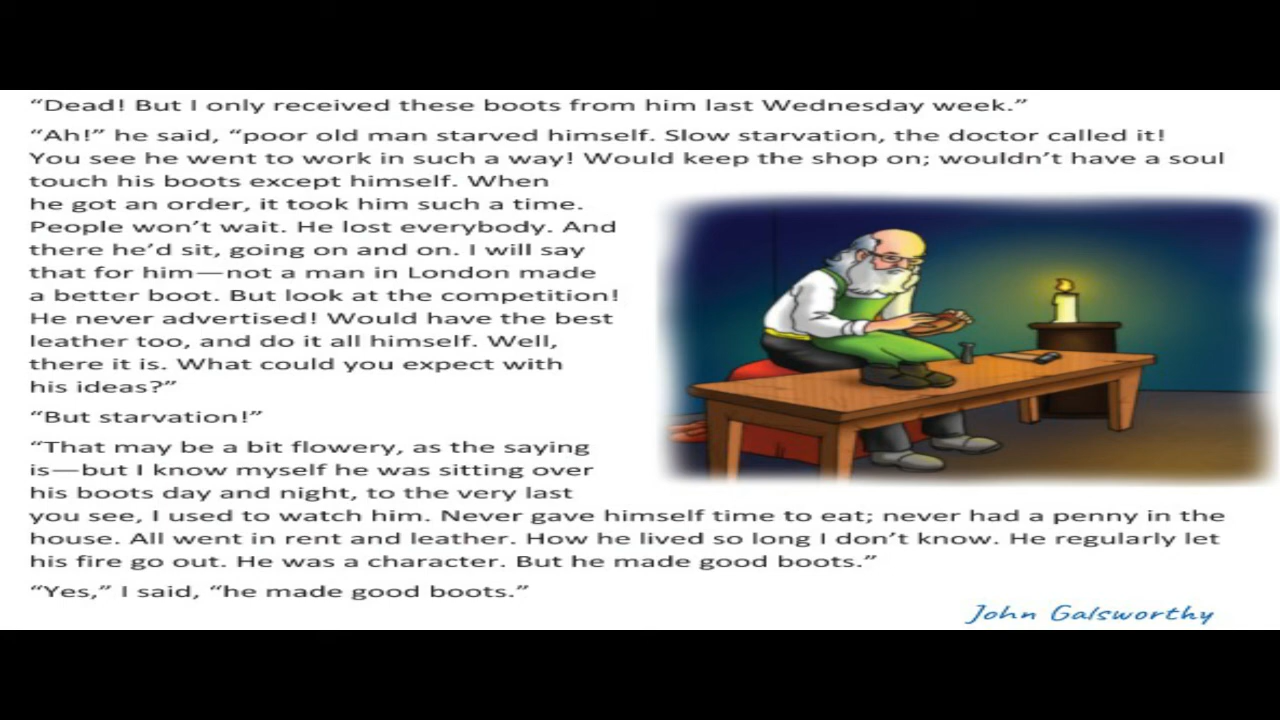 “Dead! But I only received these boots from him last Wednesday week.”
“Ah!” he said, “poor old man starved himself. Slow starvation, the doctor called it!
You see he went to work in such a way! Would keep the shop on; wouldn’t have a soul
touch his boots except himself. When
he got an order, it took him such a time.
People won’t wait. He lost everybody. And
there he’d sit, going on and on. I will say
that for him—not a man in London made
a better boot. But look at the competition!
He never advertised! Would have the best
leather too, and do it all himself. Well,
there it is. What could you expect with
his ideas?”
“But starvation!”
“That may be a bit flowery, as the saying
is—but I know myself he was sitting over
his boots day and night, to the very last
you see, I used to watch him. Never gave himself time to eat; never had a penny in the
house. All went in rent and leather. How he lived so long I don’t know. He regularly let
his fire go out. He was a character. But he made good boots.”
“Yes,” I said, “he made good boots.”
John Galsworthy